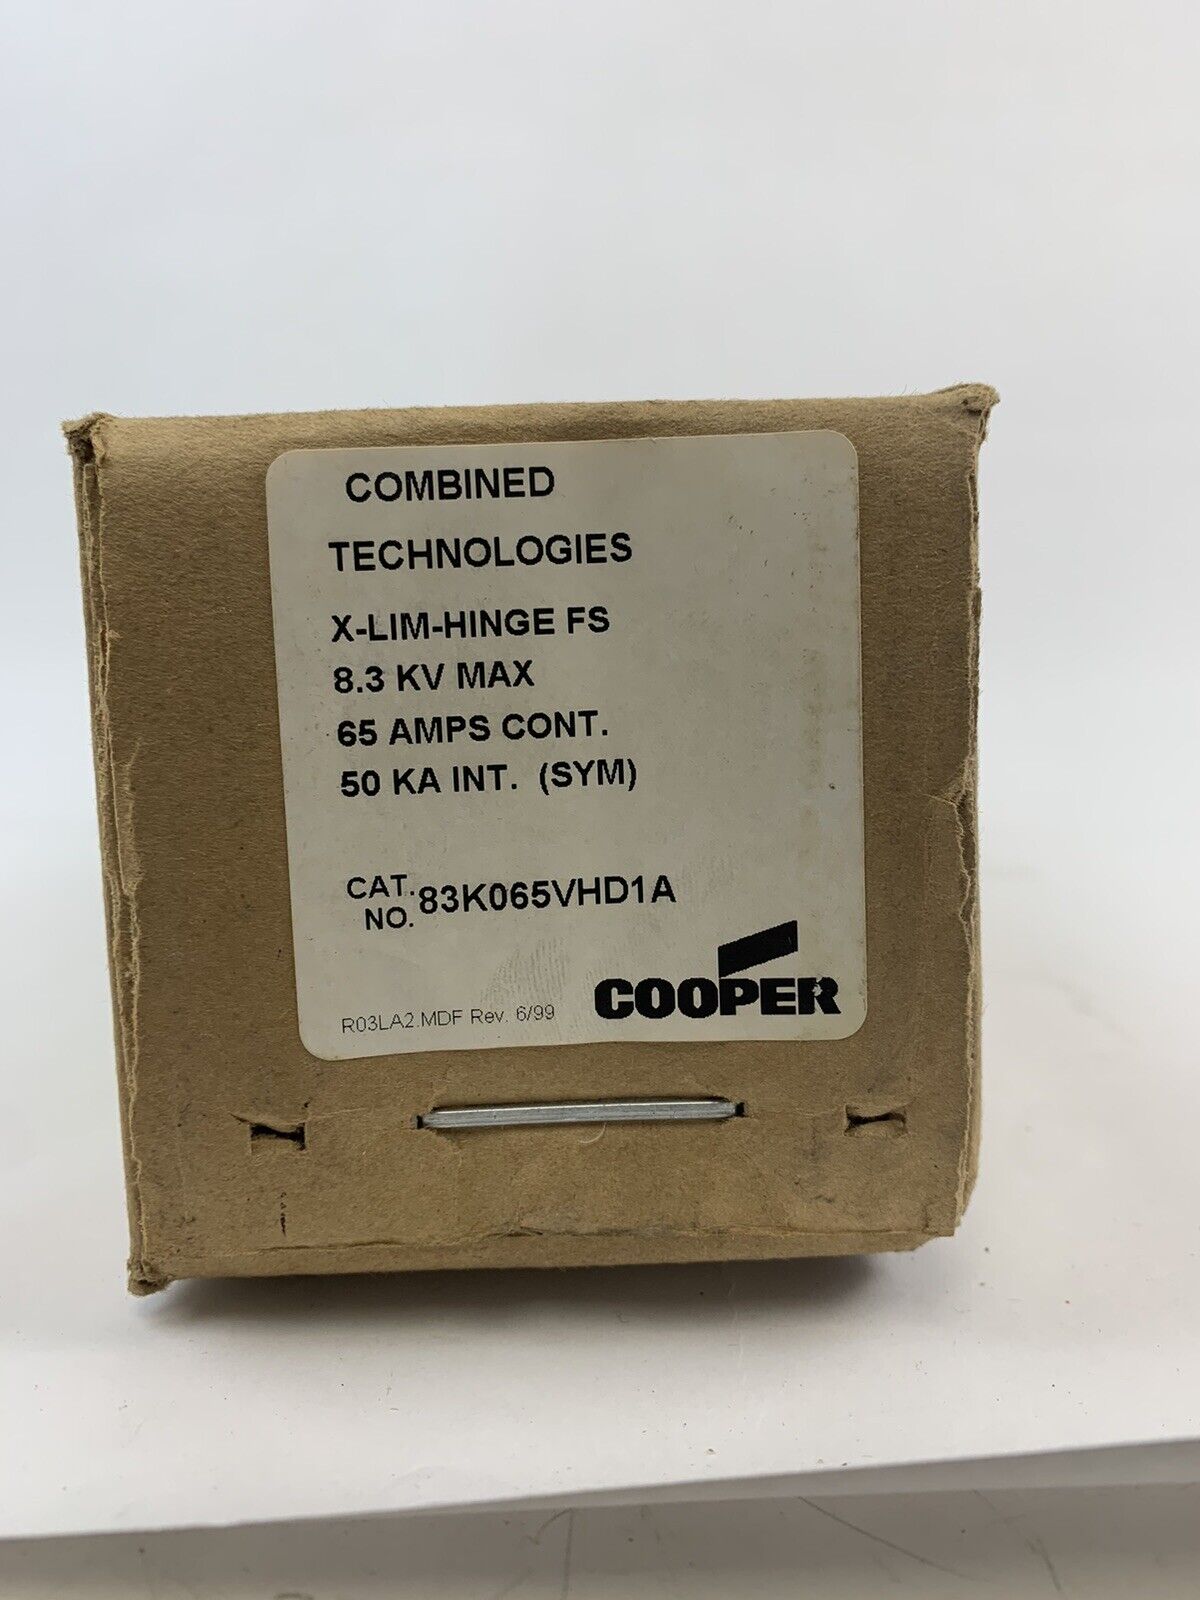 COMBINED
TECHNOLOGIES
X-LIM-HINGE FS
8.3 KV MAX
65 AMPS CONT.
50 KA INT. (SYM)
CAT.
NO. 83K065VHD1A
COOPER
R03LA2.MDF Rev. 6/99